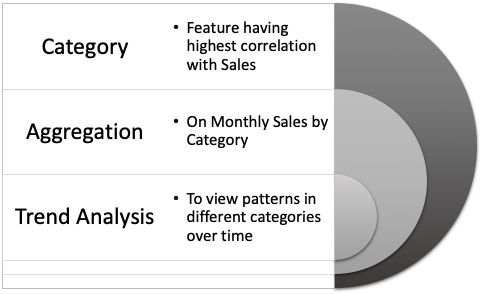 Category
• Feature having
highest correlation
with Sales
Aggregation
• On Monthly Sales by
Category
Trend Analysis
• To view patterns in
different categories
over time